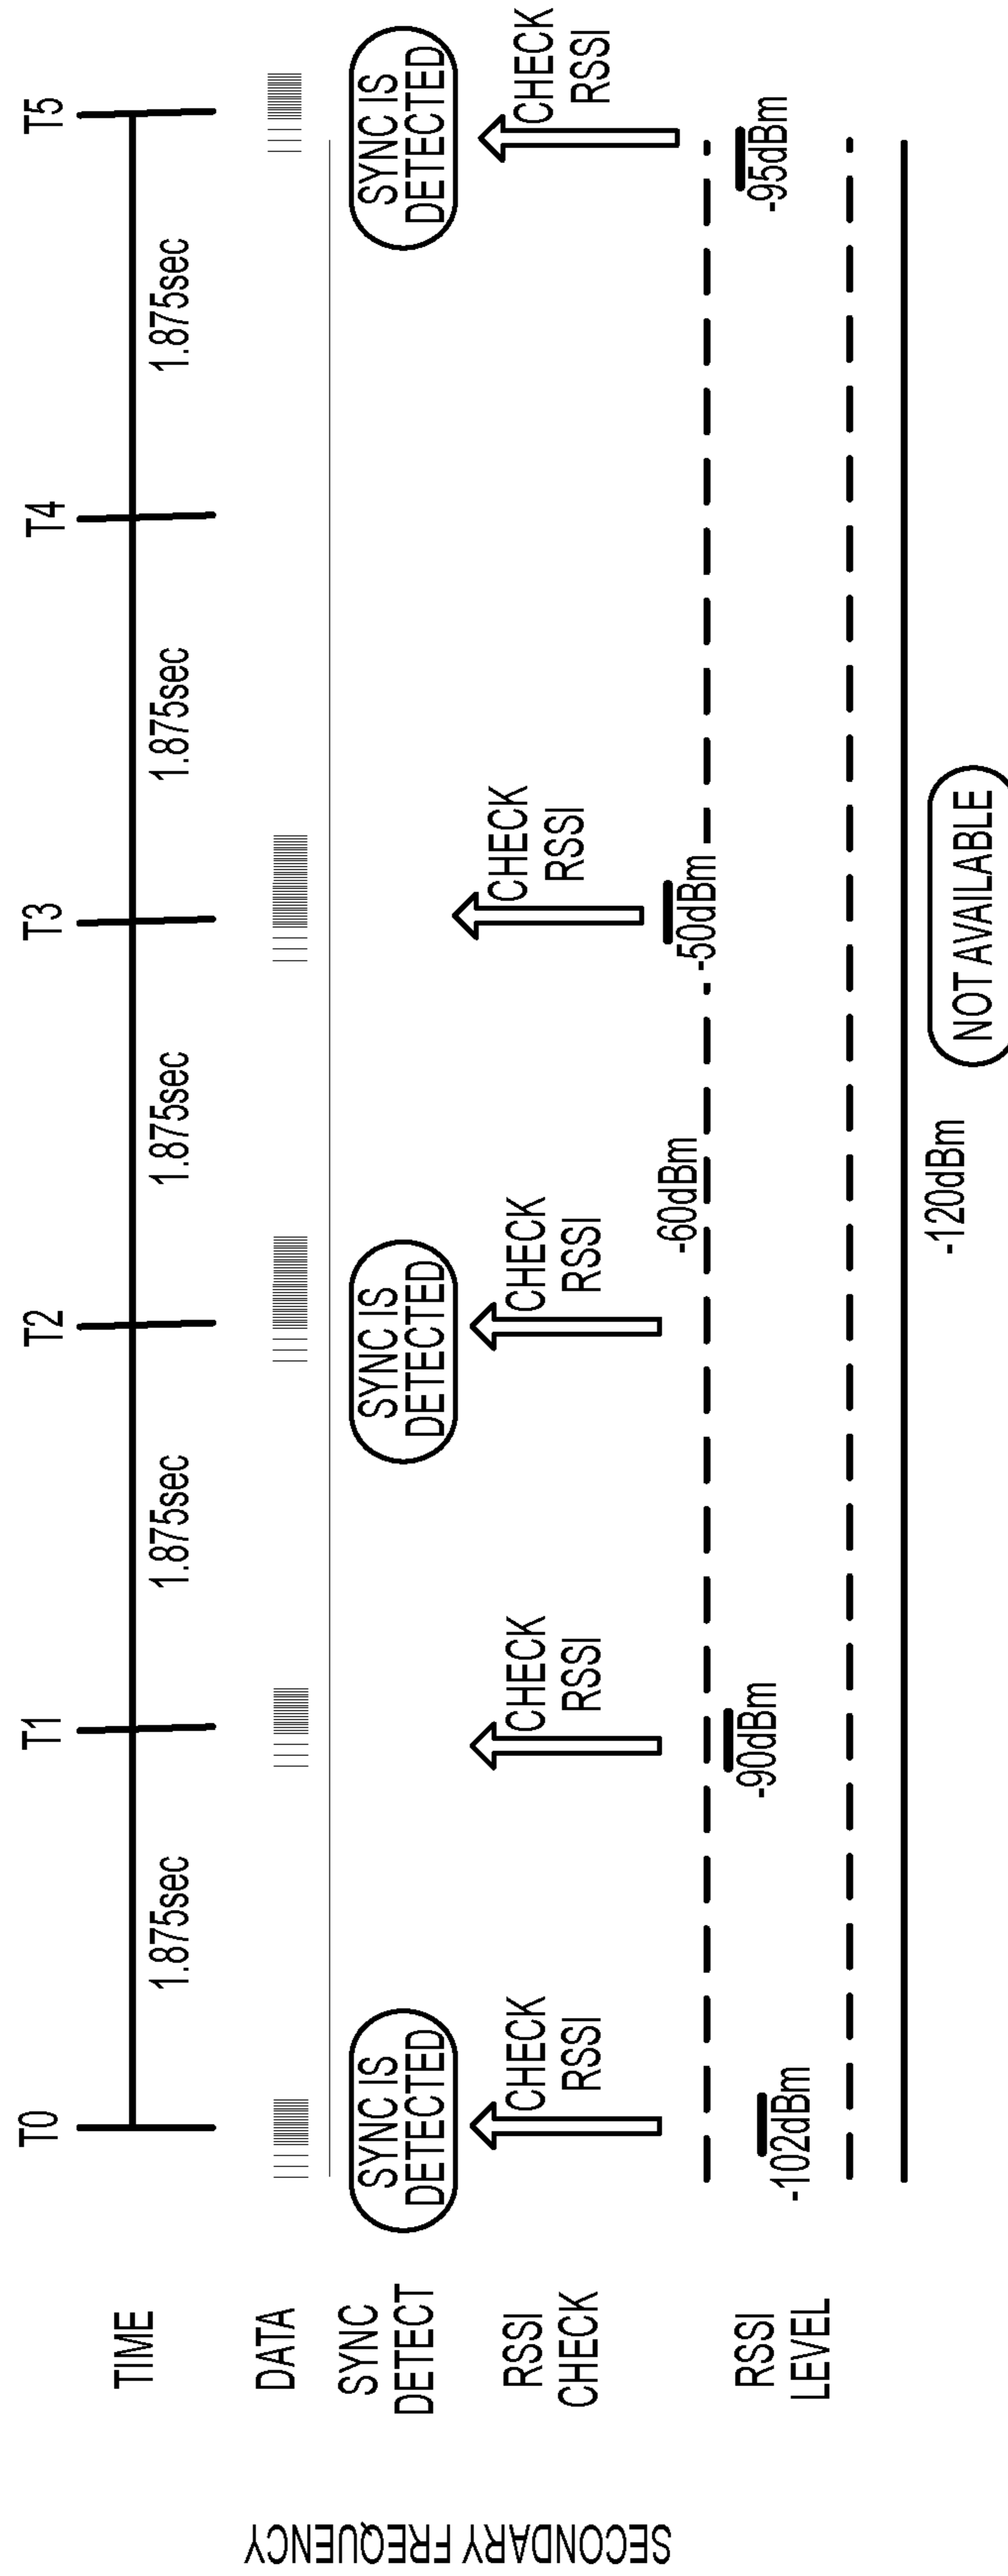 SECONDARY FREQUENCY
TIME
T0
T1
T2
T3
T4
T5
1.875sec
1.875sec
1.875sec
1.875sec
1.875sec
DATA
SYNC
DETECT
SYNC IS
DETECTED
SYNC IS
DETECTED
SYNC IS
DETECTED
RSSI
CHECK
CHECK
RSSI
CHECK
RSSI
CHECK
RSSI
CHECK
RSSI
CHECK
RSSI
RSSI
LEVEL
-102dBm
-90dBm
-60dBm
-50dBm
-95dBm
-120dBm
NOT AVAILABLE